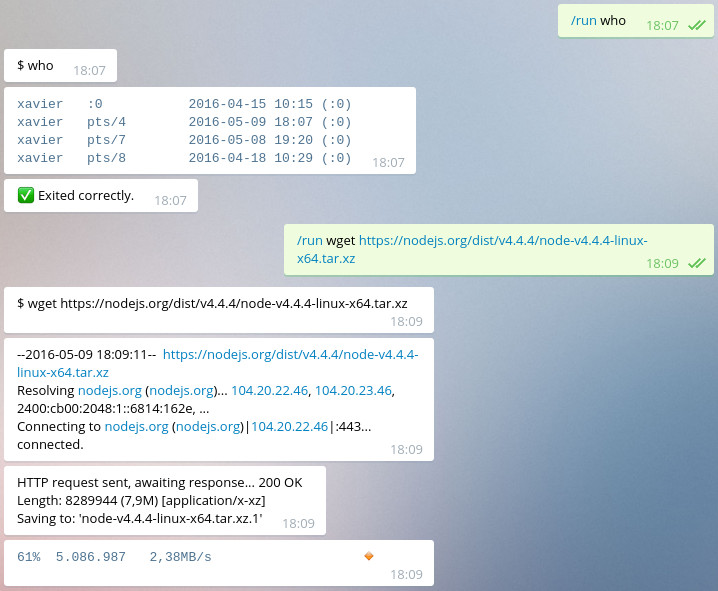 /run who
18:07
$ who
18:07
xavier :0 2016-04-15 10:15 (:0)
xavier pts/4 2016-05-09 18:07 (:0)
xavier pts/7 2016-05-08 19:20 (:0)
xavier pts/8 2016-04-18 10:29 (:0)
18:07
✅ Exited correctly.
18:07
/run wget https://nodejs.org/dist/v4.4.4/node-v4.4.4-linux-
x64.tar.xz
18:09
$ wget https://nodejs.org/dist/v4.4.4/node-v4.4.4-linux-x64.tar.xz
18:09
--2016-05-09 18:09:11-- https://nodejs.org/dist/v4.4.4/node-v4.4.4-
linux-x64.tar.xz
Resolving nodejs.org (nodejs.org)... 104.20.22.46, 104.20.23.46,
2400:cb00:2048:1::6814:162e, ...
Connecting to nodejs.org (nodejs.org)|104.20.22.46|:443...
connected.
18:09
HTTP request sent, awaiting response... 200 OK
Length: 8289944 (7,9M) [application/x-xz]
Saving to: 'node-v4.4.4-linux-x64.tar.xz.1'
18:09
61% 5.086.987 2,38MB/s 🔸
18:09